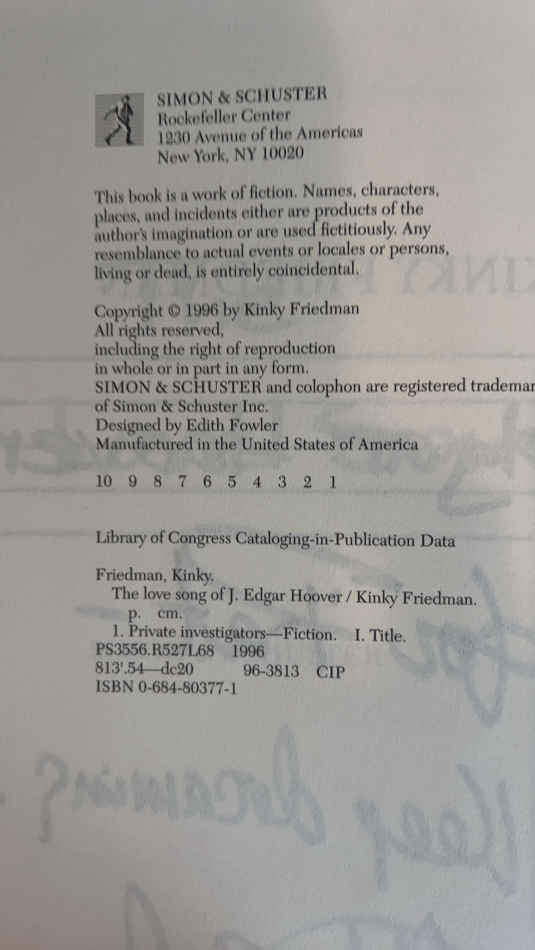 SIMON & SCHUSTER
Rockefeller Center
1230 Avenue of the Americas
New York, NY 10020
This book is a work of fiction. Names, characters,
places, and incidents either are products of the
author's imagination or are used fictitiously. Any
resemblance to actual events or locales or persons,
living or dead, is entirely coincidental.
Copyright © 1996 by Kinky Friedman
All rights reserved,
including the right of reproduction
in whole or in part in any form.
SIMON & SCHUSTER and colophon are registered trademar
of Simon & Schuster Inc.
Designed by Edith Fowler
Manufactured in the United States of America
10 9 8 7 6 5 4 3 2 1
Library of Congress Cataloging-in-Publication Data
Friedman, Kinky.
The love song of J. Edgar Hoover / Kinky Friedman.
p. cm.
1. Private investigators—Fiction. I. Title.
PS3556.R527L68 1996
813'.54—dc20 96-3813 CIP
ISBN 0-684-80377-1